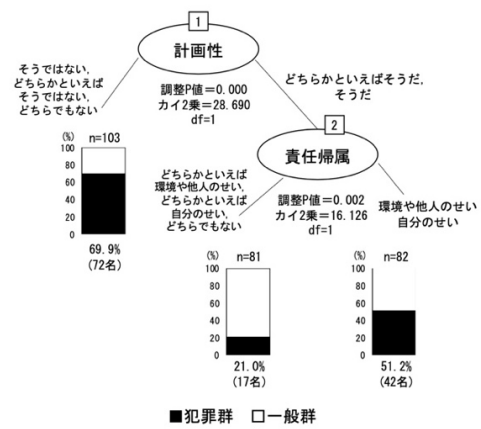 1
計画性
そうではない,
どちらかといえば
そうではない,
どちらでもない
調整P値=0.000
カイ2乗=28.690
df=1
どちらかといえばそうだ,
そうだ
2
責任帰属
どちらかといえば
環境や他人のせい,
どちらかといえば
自分のせい,
どちらでもない
調整P値=0.002
カイ2乗=16.126
df=1
環境や他人のせい
自分のせい
(%) n=103
100
80
60
40
20
0
69.9%
(72名)
(%) n=81
100
80
60
40
20
0
21.0%
(17名)
(%) n=82
100
80
60
40
20
0
51.2%
(42名)
■犯罪群 □一般群